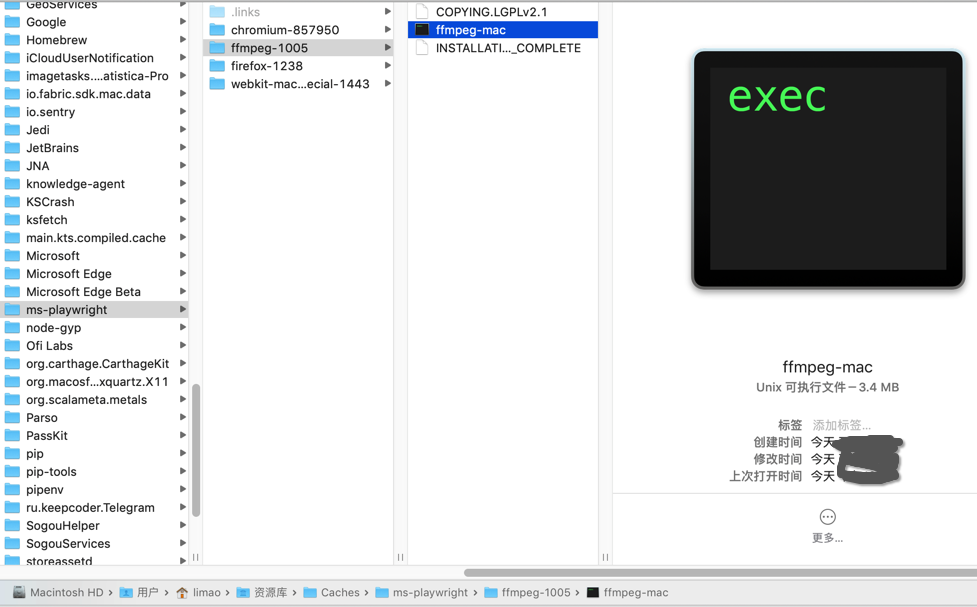 GeoServices
Google
Homebrew
iCloudUserNotification
imagetasks....atistica-Pro
io.fabric.sdk.mac.data
io.sentry
Jedi
JetBrains
JNA
knowledge-agent
KSCrash
ksfetch
main.kts.compiled.cache
Microsoft
Microsoft Edge
Microsoft Edge Beta
ms-playwright
node-gyp
Ofi Labs
org.carthage.CarthageKit
org.macosf...xquartz.X11
org.scalameta.metals
Parso
PassKit
pip
pip-tools
pipenv
ru.keepcoder.Telegram
SogouHelper
SogouServices
storeassetd
.links
chromium-857950
ffmpeg-1005
firefox-1238
webkit-mac...ecial-1443
COPYING.LGPLv2.1
ffmpeg-mac
INSTALLATI..._COMPLETE
exec
ffmpeg-mac
Unix 可执行文件 – 3.4 MB
标签 添加标签...
创建时间 今天
修改时间 今天
上次打开时间 今天
更多...
Macintosh HD › 用户 › limao › 资源库 › Caches › ms-playwright › ffmpeg-1005 › ffmpeg-mac